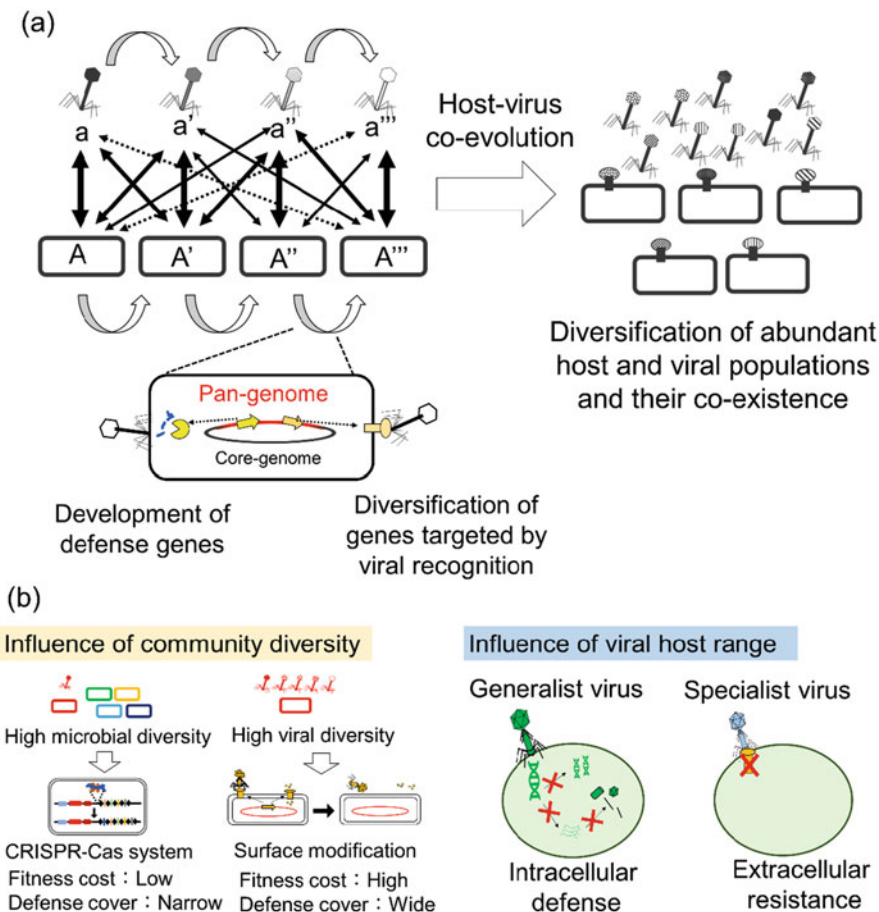 (a)
a
a'
a''
a'''
A
A'
A''
A'''
Host-virus
co-evolution
Diversification of abundant
host and viral populations
and their co-existence
Pan-genome
Core-genome
Development of
defense genes
Diversification of
genes targeted by
viral recognition
(b)
Influence of community diversity
High microbial diversity
CRISPR-Cas system
Fitness cost：Low
Defense cover：Narrow
High viral diversity
Surface modification
Fitness cost：High
Defense cover：Wide
Influence of viral host range
Generalist virus
Intracellular
defense
Specialist virus
Extracellular
resistance